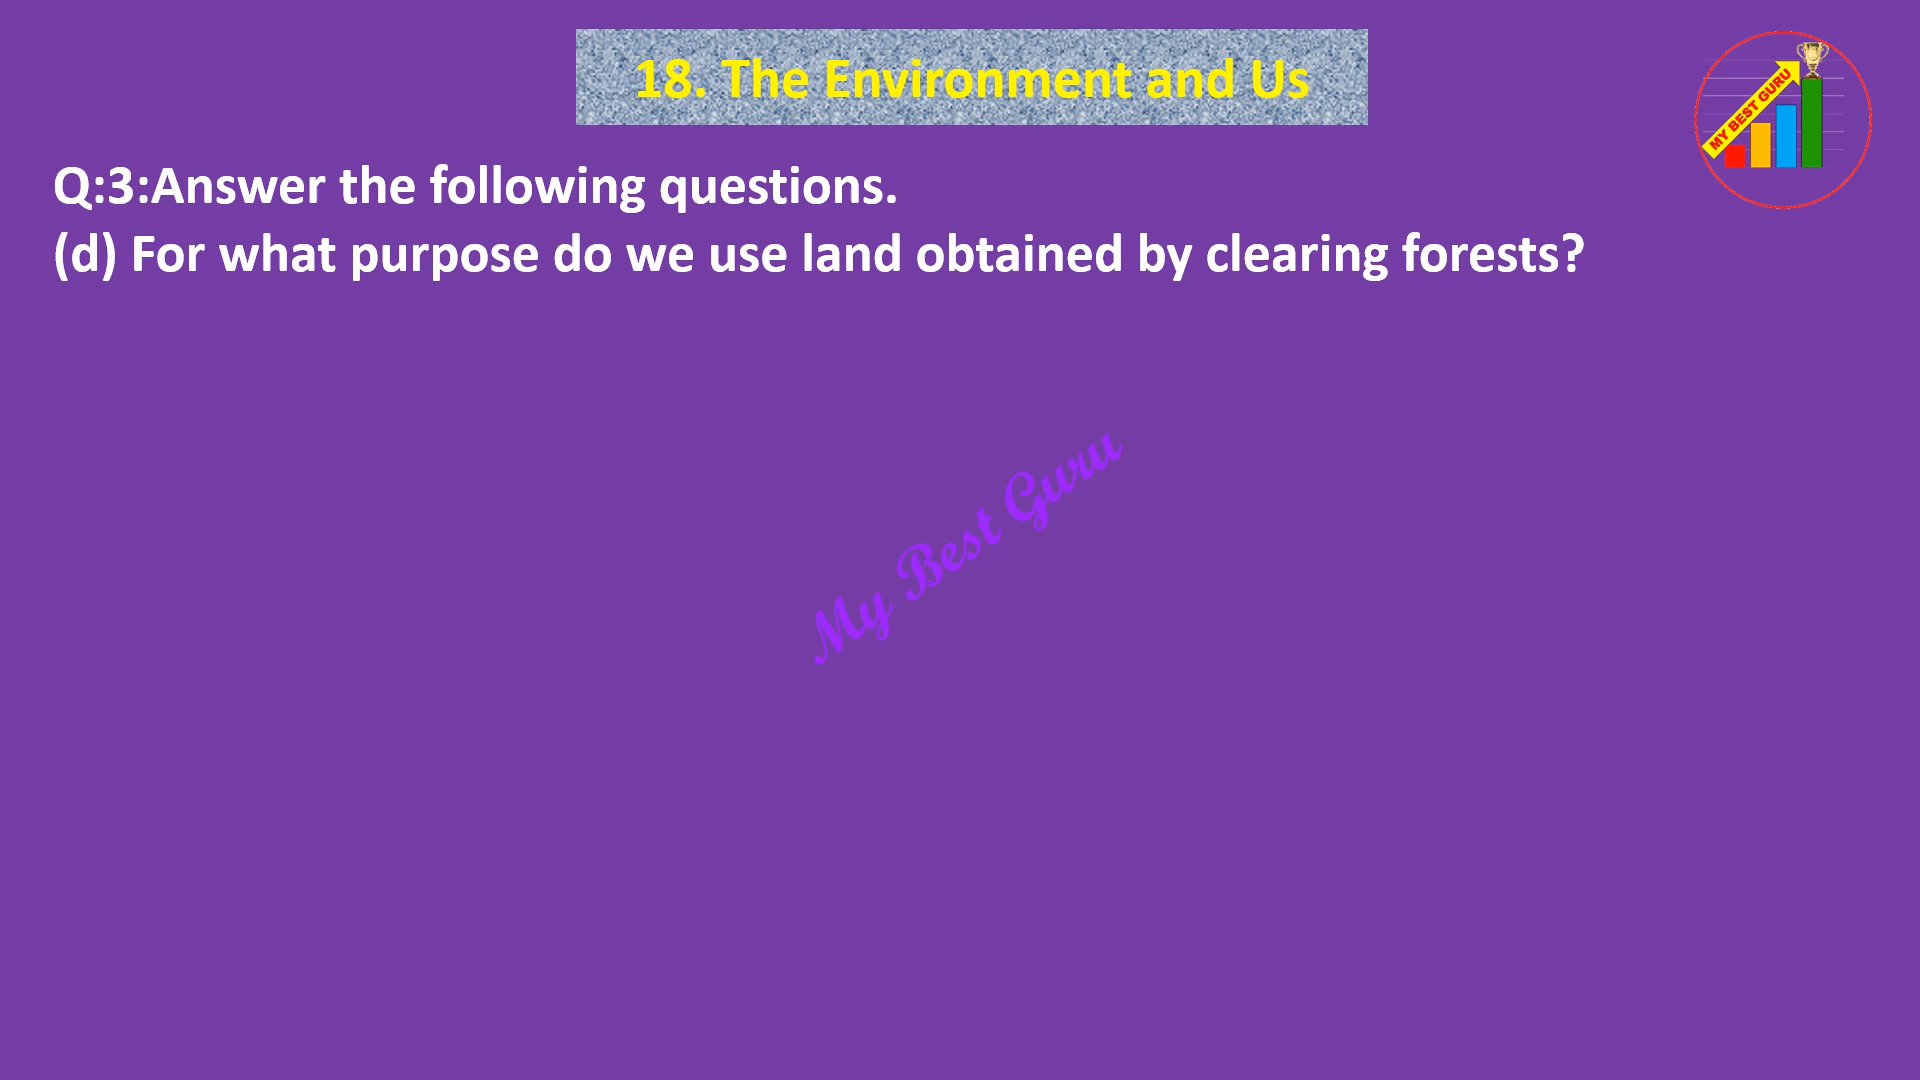 18. The Environment and Us
MY BEST GURU
Q:3:Answer the following questions.
(d) For what purpose do we use land obtained by clearing forests?
My Best Guru